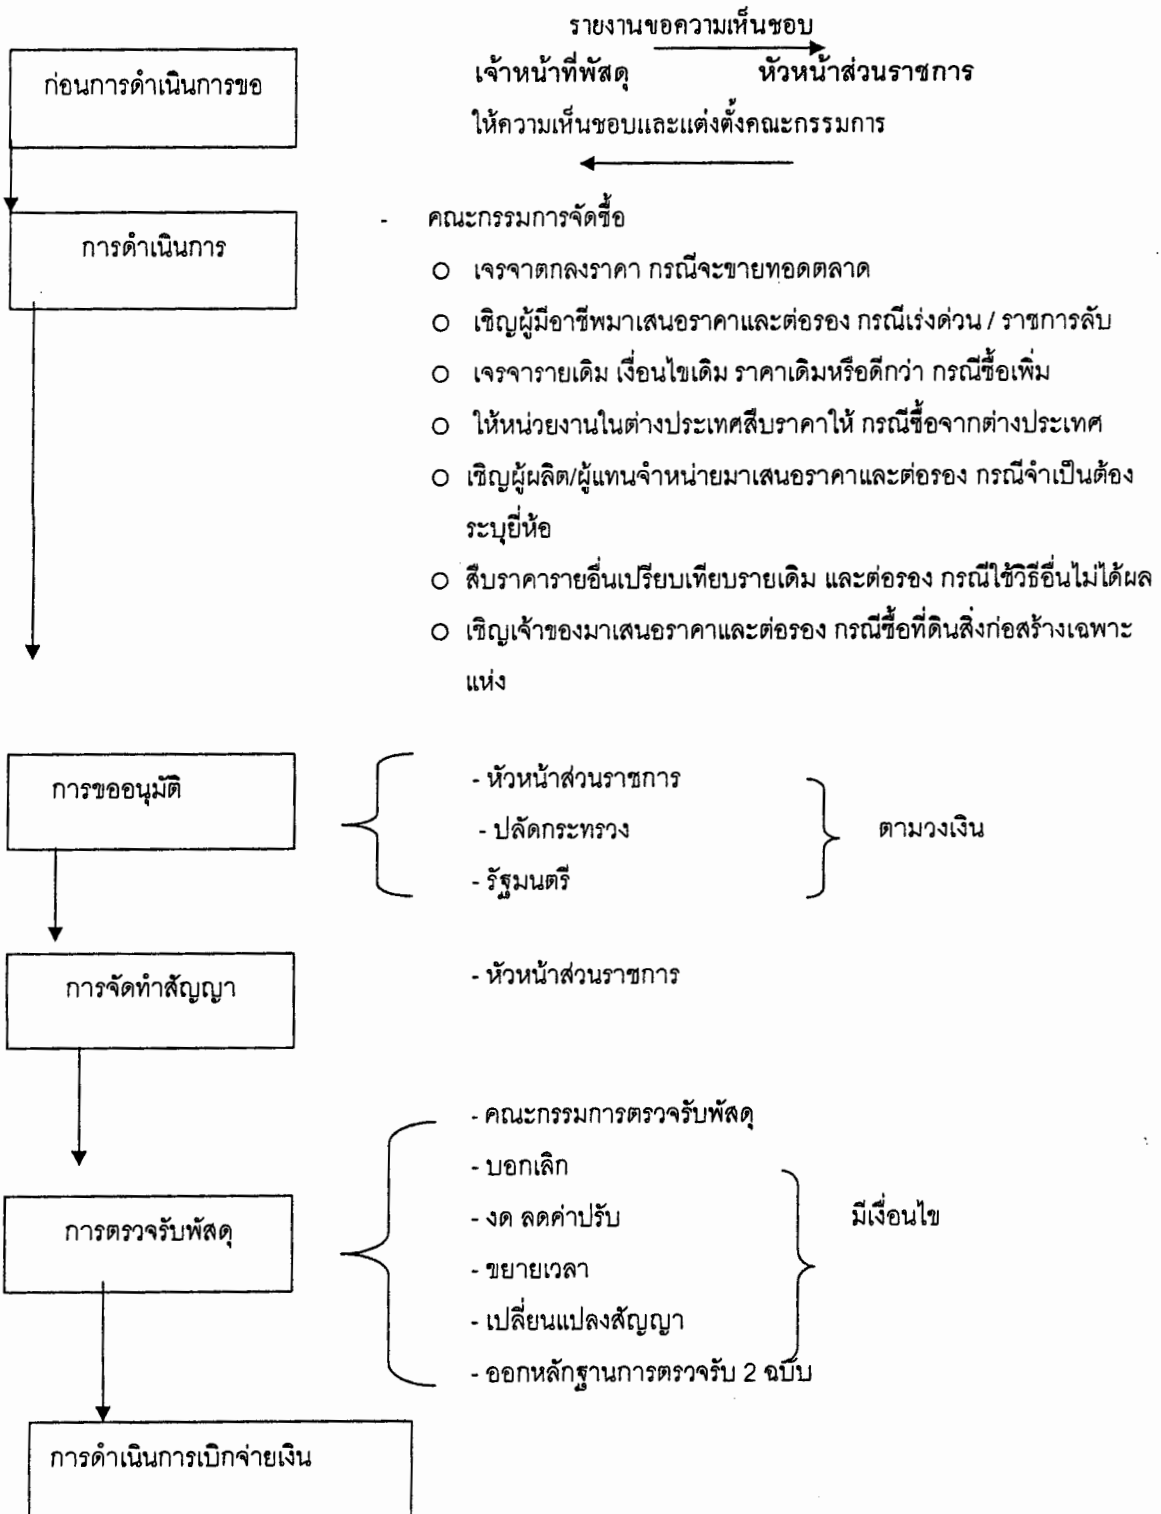 รายงานขอความเห็นชอบ
ก่อนการดำเนินการขอ
เจ้าหน้าที่พัสดุ หัวหน้าส่วนราชการ
ให้ความเห็นชอบและแต่งตั้งคณะกรรมการ
การดำเนินการ
- คณะกรรมการจัดซื้อ
O เจรจาตกลงราคา กรณีจะขายทอดตลาด
O เชิญผู้มีอาชีพมาเสนอราคาและต่อรอง กรณีเร่งด่วน / ราชการลับ
O เจรจารายเดิม เงื่อนไขเดิม ราคาเดิมหรือดีกว่า กรณีซื้อเพิ่ม
O ให้หน่วยงานในต่างประเทศสืบราคาให้ กรณีซื้อจากต่างประเทศ
O เชิญผู้ผลิต/ผู้แทนจำหน่ายมาเสนอราคาและต่อรอง กรณีจำเป็นต้อง
ระบุยี่ห้อ
O สืบราคารายอื่นเปรียบเทียบรายเดิม และต่อรอง กรณีใช้วิธีอื่นไม่ได้ผล
O เชิญเจ้าของมาเสนอราคาและต่อรอง กรณีซื้อที่ดินสิ่งก่อสร้างเฉพาะ
แห่ง
การขออนุมัติ
- หัวหน้าส่วนราชการ
- ปลัดกระทรวง
- รัฐมนตรี
ตามวงเงิน
การจัดทำสัญญา
- หัวหน้าส่วนราชการ
การตรวจรับพัสดุ
- คณะกรรมการตรวจรับพัสดุ
- บอกเลิก
- งด ลดค่าปรับ
- ขยายเวลา
- เปลี่ยนแปลงสัญญา
- ออกหลักฐานการตรวจรับ 2 ฉบับ
มีเงื่อนไข
การดำเนินการเบิกจ่ายเงิน